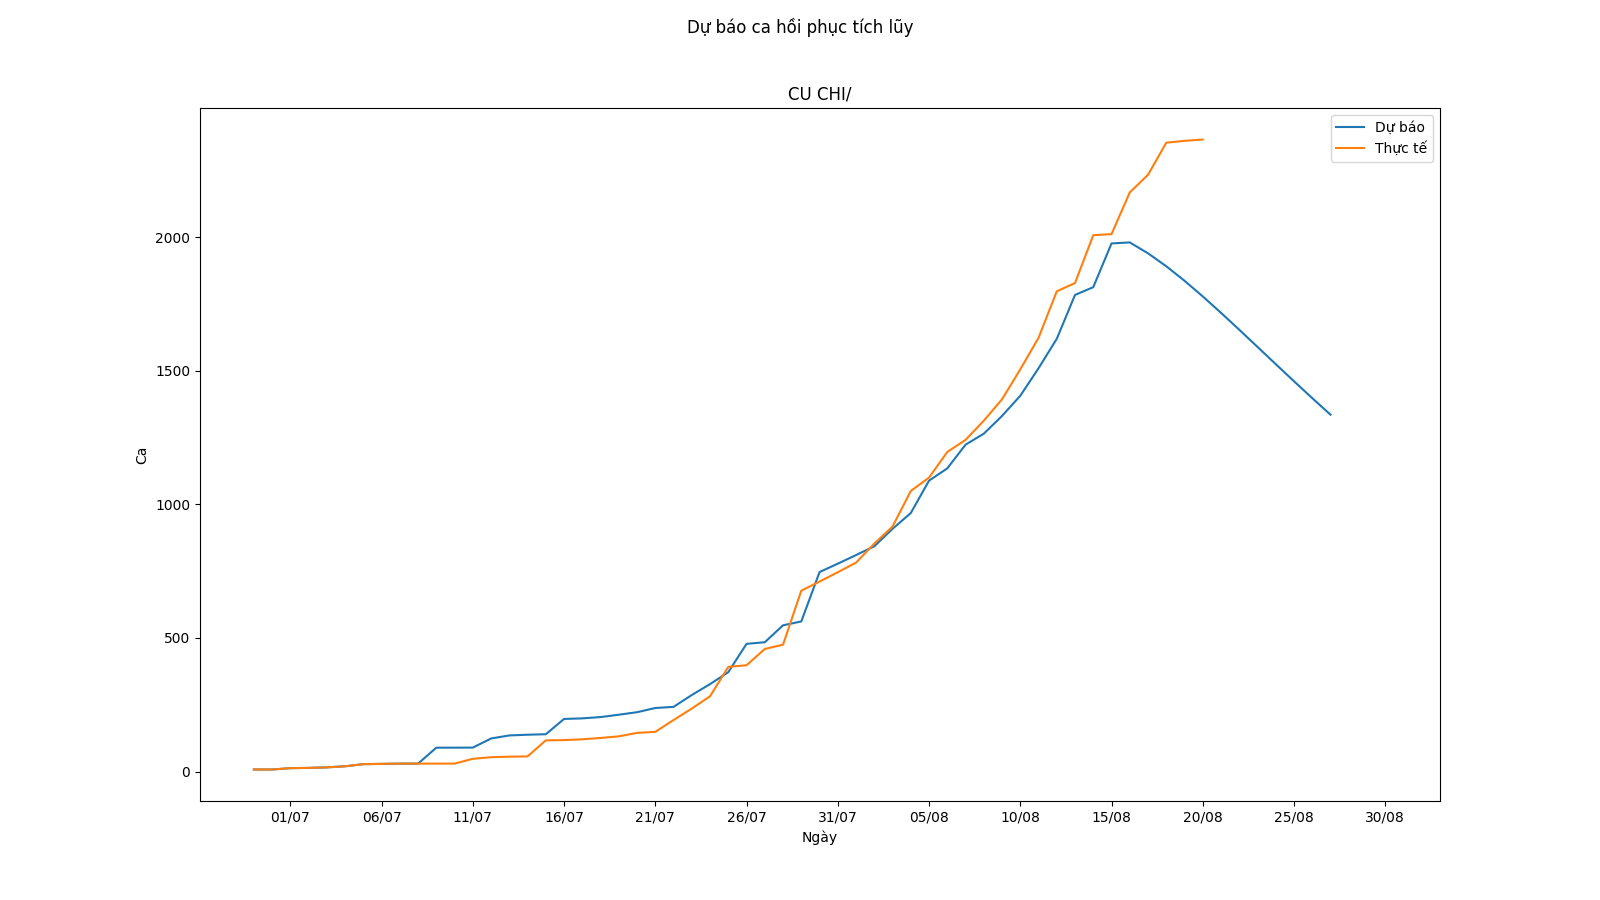 Dự báo ca hồi phục tích lũy
CU CHI/
Dự báo
Thực tế
2000
1500
1000
500
0
Ca
01/07 06/07 11/07 16/07 21/07 26/07 31/07 05/08 10/08 15/08 20/08 25/08 30/08
Ngày